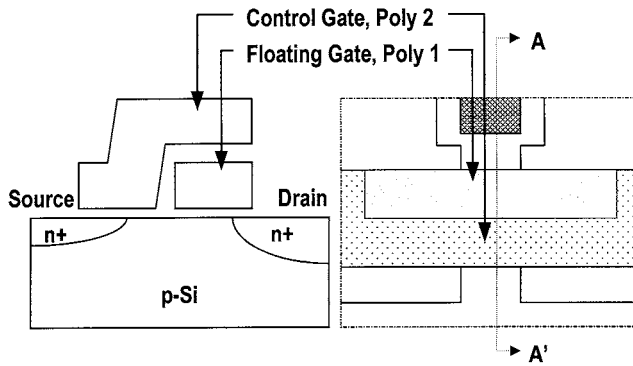 Control Gate, Poly 2
Floating Gate, Poly 1
A
Source
Drain
n+
n+
p-Si
A'